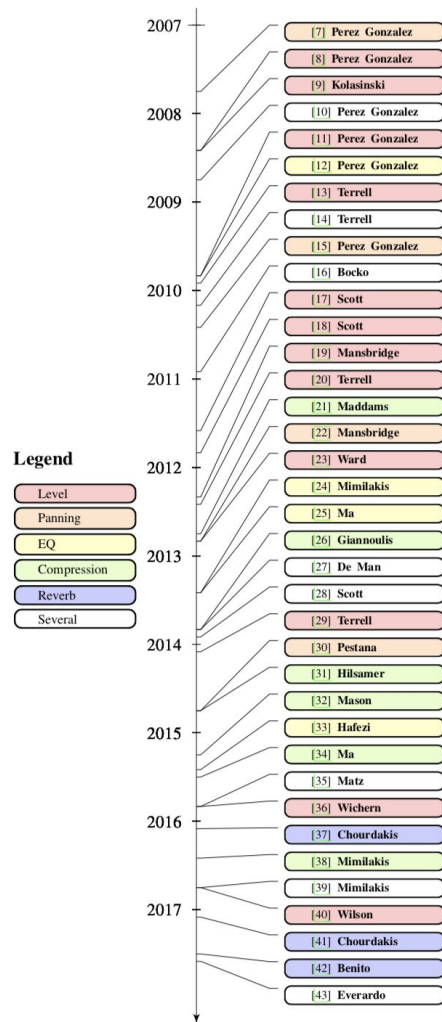 2007
2008
2009
2010
2011
2012
2013
2014
2015
2016
2017
Legend
Level
Panning
EQ
Compression
Reverb
Several
[7] Perez Gonzalez
[8] Perez Gonzalez
[9] Kolasinski
[10] Perez Gonzalez
[11] Perez Gonzalez
[12] Perez Gonzalez
[13] Terrell
[14] Terrell
[15] Perez Gonzalez
[16] Bocko
[17] Scott
[18] Scott
[19] Mansbridge
[20] Terrell
[21] Maddams
[22] Mansbridge
[23] Ward
[24] Mimilakis
[25] Ma
[26] Giannoulis
[27] De Man
[28] Scott
[29] Terrell
[30] Pestana
[31] Hilsamer
[32] Mason
[33] Hafezi
[34] Ma
[35] Matz
[36] Wichern
[37] Chourdakis
[38] Mimilakis
[39] Mimilakis
[40] Wilson
[41] Chourdakis
[42] Benito
[43] Everardo